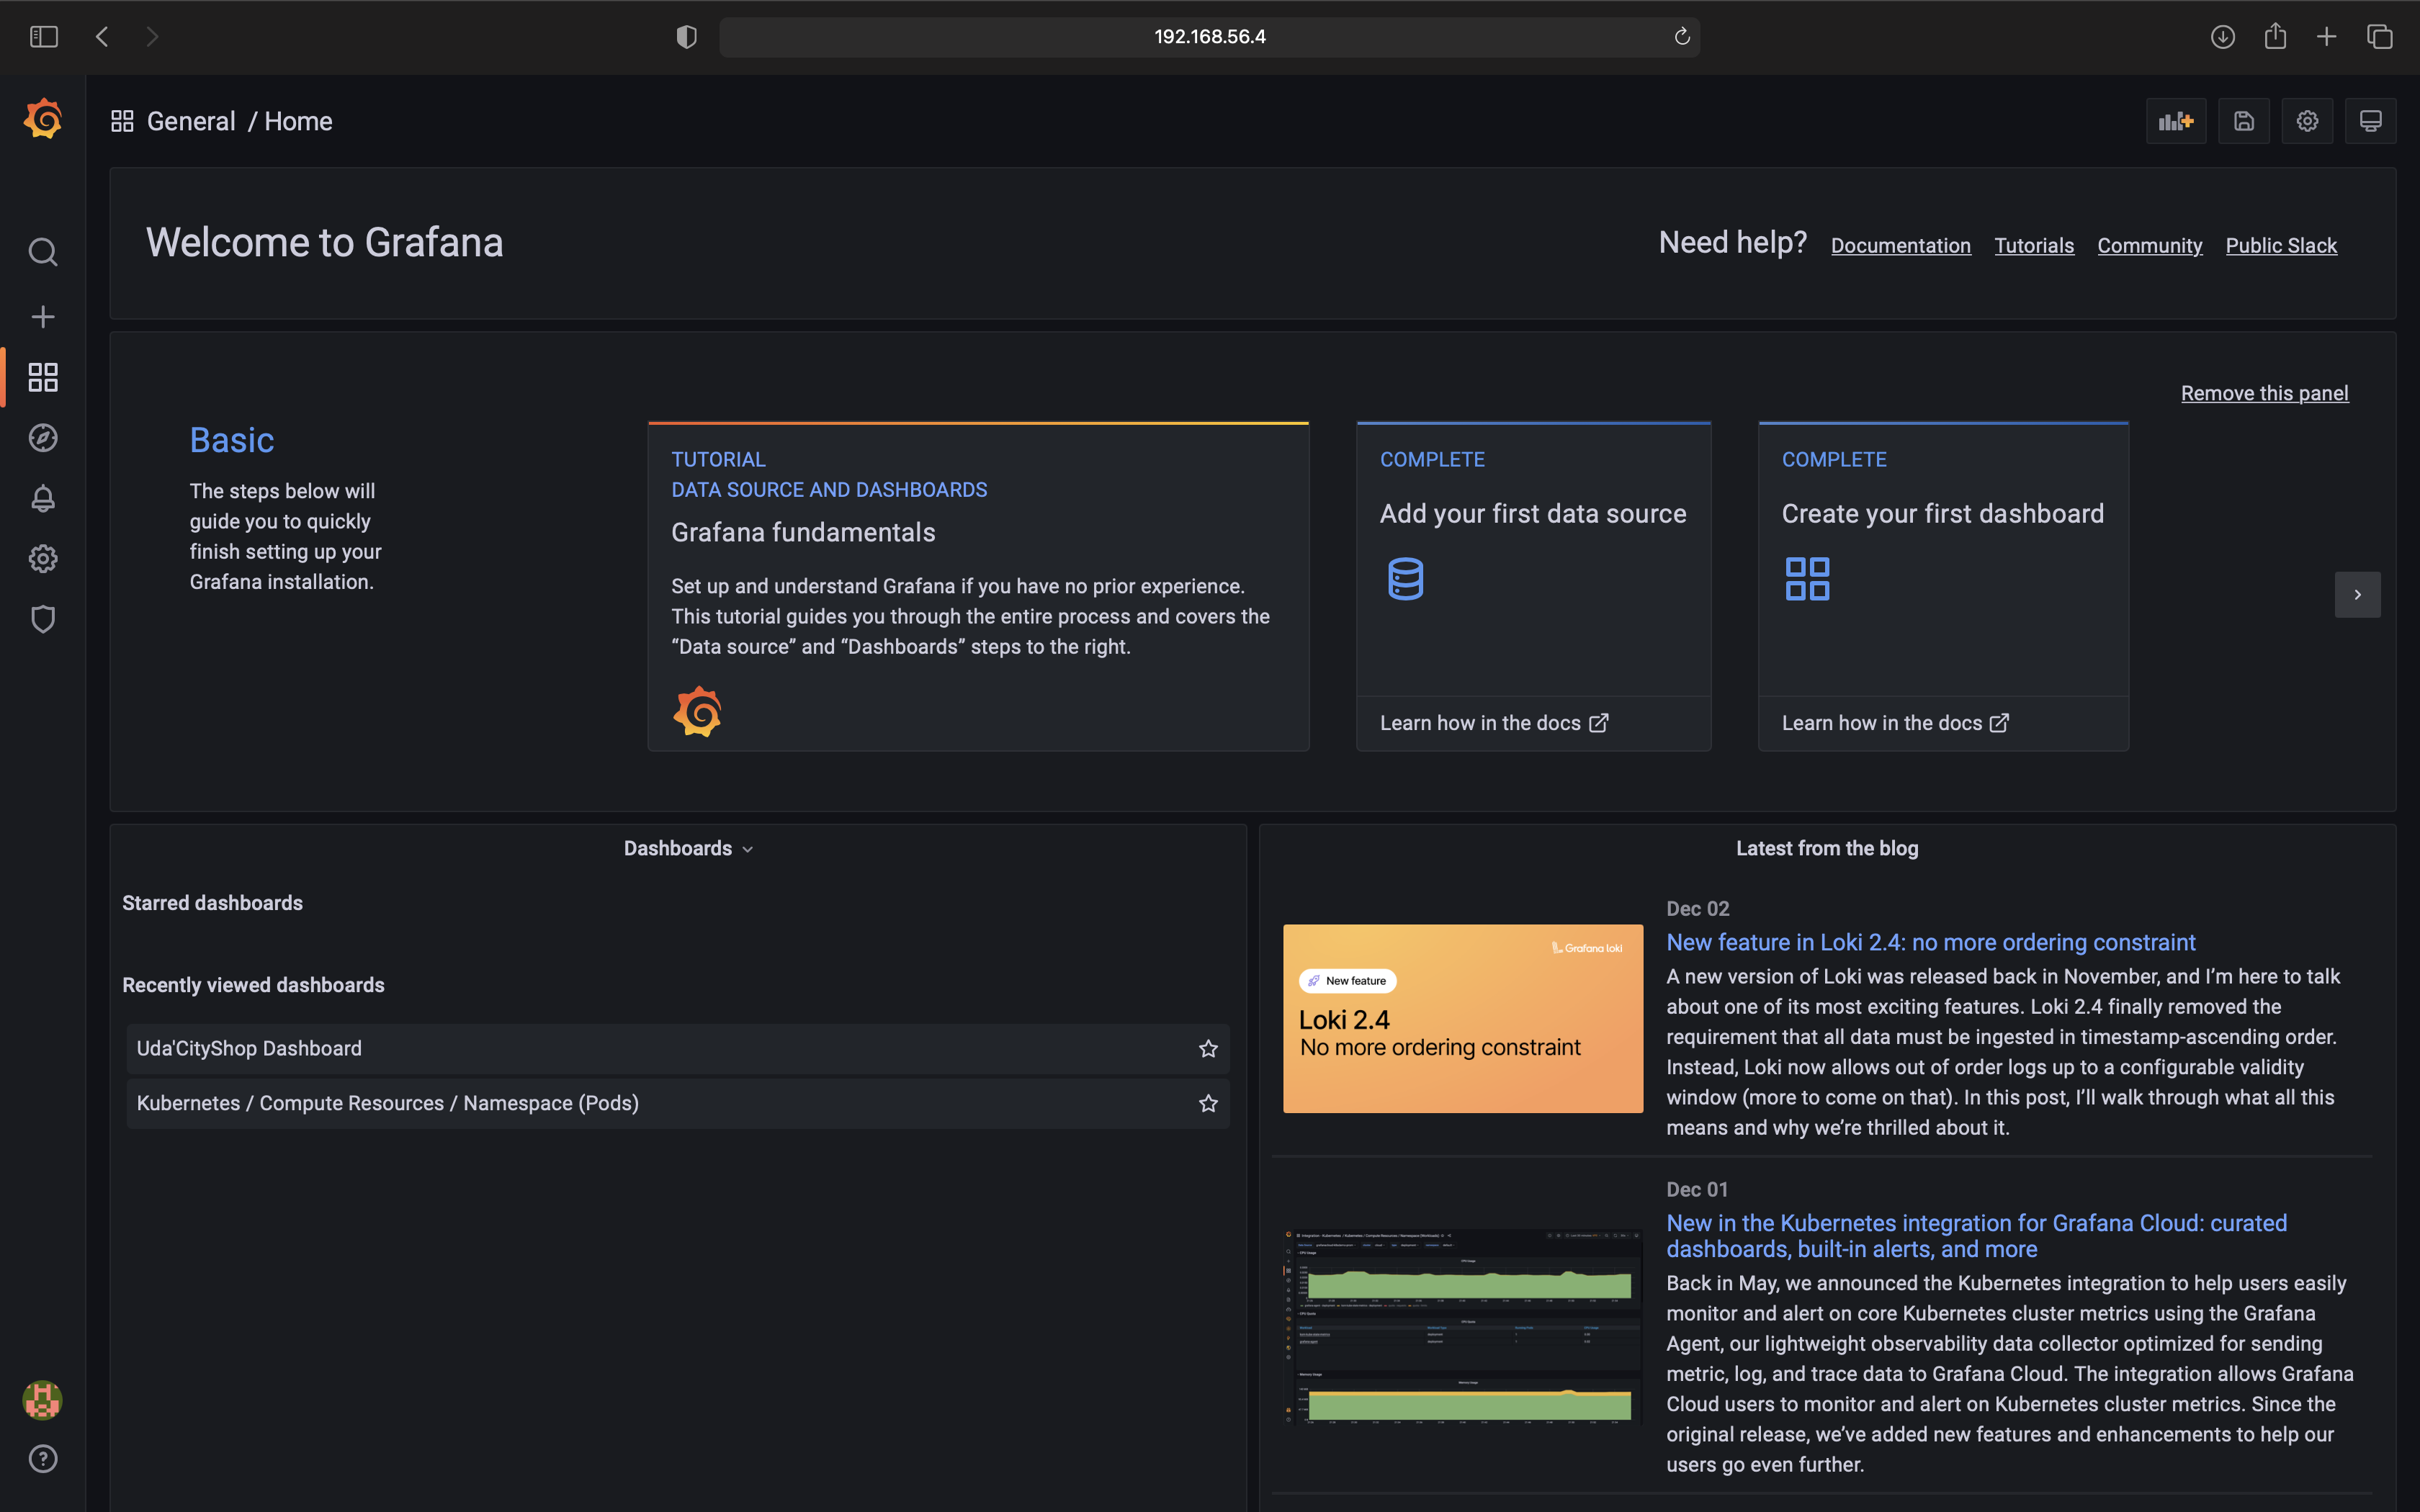 192.168.56.4
General / Home
Welcome to Grafana
Need help? Documentation Tutorials Community Public Slack
Remove this panel
Basic
The steps below will
guide you to quickly
finish setting up your
Grafana installation.
TUTORIAL
DATA SOURCE AND DASHBOARDS
Grafana fundamentals
Set up and understand Grafana if you have no prior experience.
This tutorial guides you through the entire process and covers the
“Data source” and “Dashboards” steps to the right.
COMPLETE
Add your first data source
Learn how in the docs
COMPLETE
Create your first dashboard
Learn how in the docs
Dashboards
Starred dashboards
Recently viewed dashboards
Uda'CityShop Dashboard
Kubernetes / Compute Resources / Namespace (Pods)
Latest from the blog
Grafana loki
New feature
Loki 2.4
No more ordering constraint
Dec 02
New feature in Loki 2.4: no more ordering constraint
A new version of Loki was released back in November, and I’m here to talk
about one of its most exciting features. Loki 2.4 finally removed the
requirement that all data must be ingested in timestamp-ascending order.
Instead, Loki now allows out of order logs up to a configurable validity
window (more to come on that). In this post, I’ll walk through what all this
means and why we’re thrilled about it.
Dec 01
New in the Kubernetes integration for Grafana Cloud: curated
dashboards, built-in alerts, and more
Back in May, we announced the Kubernetes integration to help users easily
monitor and alert on core Kubernetes cluster metrics using the Grafana
Agent, our lightweight observability data collector optimized for sending
metric, log, and trace data to Grafana Cloud. The integration allows Grafana
Cloud users to monitor and alert on Kubernetes cluster metrics. Since the
original release, we’ve added new features and enhancements to help our
users go even further.